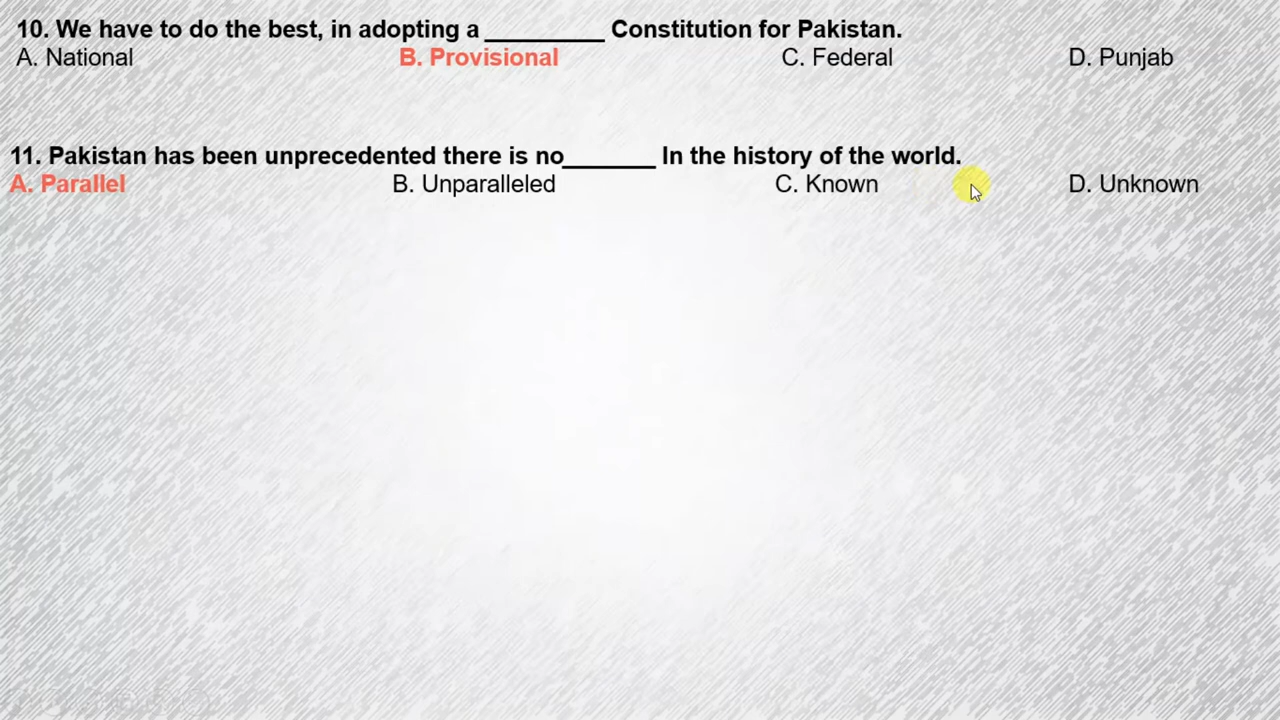 10. We have to do the best, in adopting a _________ Constitution for Pakistan.
A. National B. Provisional C. Federal D. Punjab
11. Pakistan has been unprecedented there is no_______ In the history of the world.
A. Parallel B. Unparalleled C. Known D. Unknown